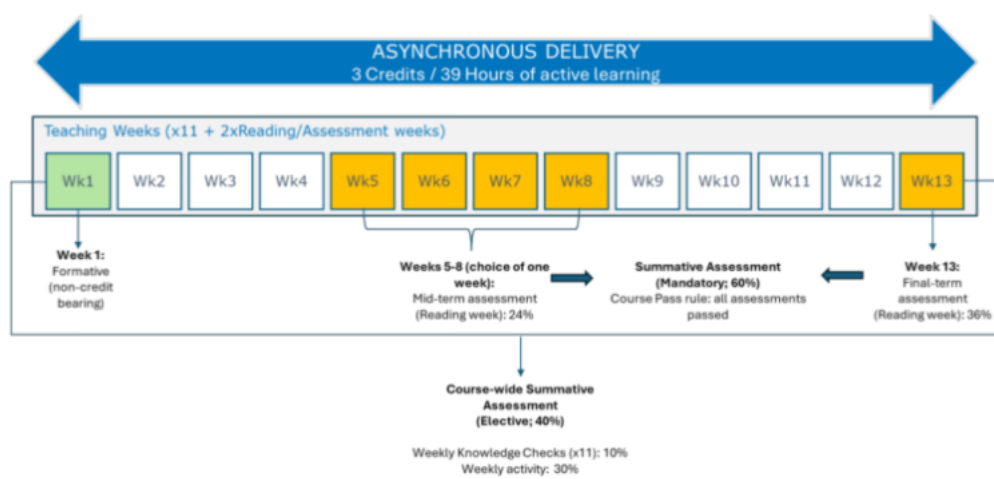 ASYNCHRONOUS DELIVERY
3 Credits / 39 Hours of active learning
Teaching Weeks (x11 + 2xReading/Assessment weeks)
Wk1 Wk2 Wk3 Wk4 Wk5 Wk6 Wk7 Wk8 Wk9 Wk10 Wk11 Wk12 Wk13
Week 1:
Formative
(non-credit
bearing)
Weeks 5-8 (choice of one
week):
Mid-term assessment
(Reading week): 24%
Summative Assessment
(Mandatory; 60%)
Course Pass rule: all assessments
passed
Week 13:
Final-term
assessment
(Reading week): 36%
Course-wide Summative
Assessment
(Elective; 40%)
Weekly Knowledge Checks (x11): 10%
Weekly activity: 30%